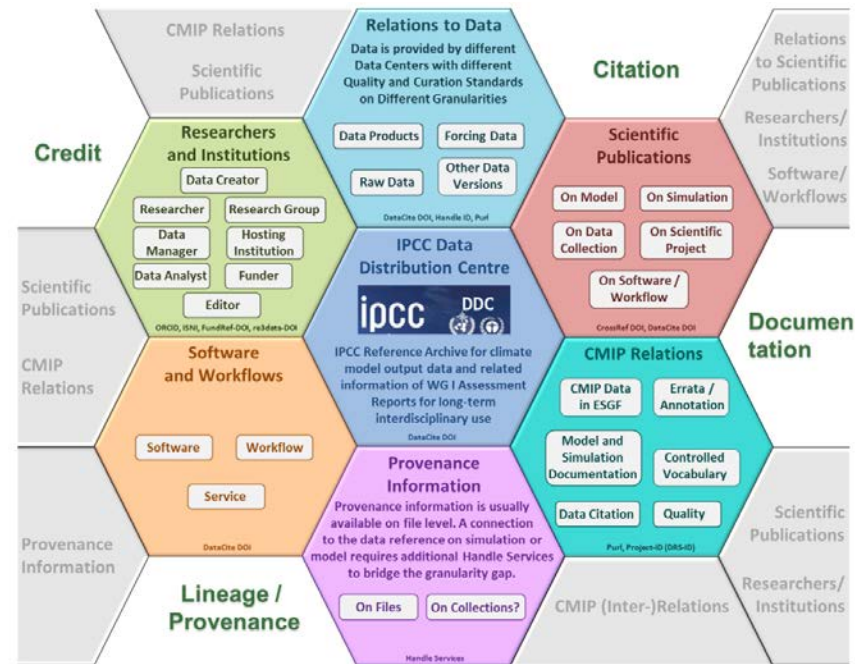 CMIP Relations
Scientific
Publications
Relations to Data
Data is provided by different
Data Centers with different
Quality and Curation Standards
on Different Granularities
Data Products
Forcing Data
Raw Data
Other Data
Versions
DataCite DOI, Handle ID, Purl
Citation
Relations
to Scientific
Publications
Researchers/
Institutions
Software/
Workflows
Credit
Researchers
and Institutions
Data Creator
Researcher
Research Group
Data
Manager
Hosting
Institution
Data Analyst
Funder
Editor
ORCID, ISNI, FundRef-DOI, re3data-DOI
Scientific
Publications
On Model
On Simulation
On Data
Collection
On Scientific
Project
On Software /
Workflow
CrossRef DOI, DataCite DOI
IPCC Data
Distribution Centre
ipcc
DDC
IPCC Reference Archive for climate
model output data and related
information of WG I Assessment
Reports for long-term
interdisciplinary use
DataCite DOI
Scientific
Publications
CMIP
Relations
Documen
tation
Software
and Workflows
Software
Workflow
Service
DataCite DOI
CMIP Relations
CMIP Data
in ESGF
Errata /
Annotation
Model and
Simulation
Documentation
Controlled
Vocabulary
Data Citation
Quality
Purl, Project-ID (DRS-ID)
Provenance
Information
Provenance information is usually
available on file level. A connection
to the data reference on simulation or
model requires additional Handle Services
to bridge the granularity gap.
On Files
On Collections?
Handle Services
Provenance
Information
Lineage /
Provenance
CMIP (Inter-)Relations
Scientific
Publications
Researchers/
Institutions